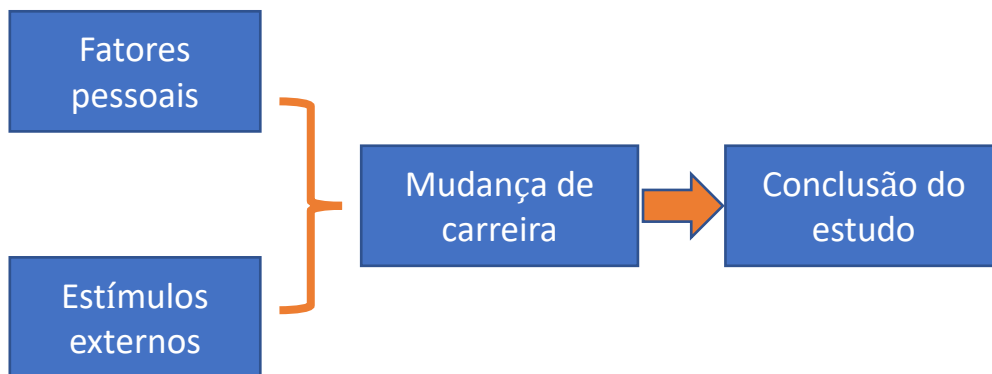 Fatores
pessoais
Estímulos
externos
Mudança de
carreira
Conclusão do
estudo